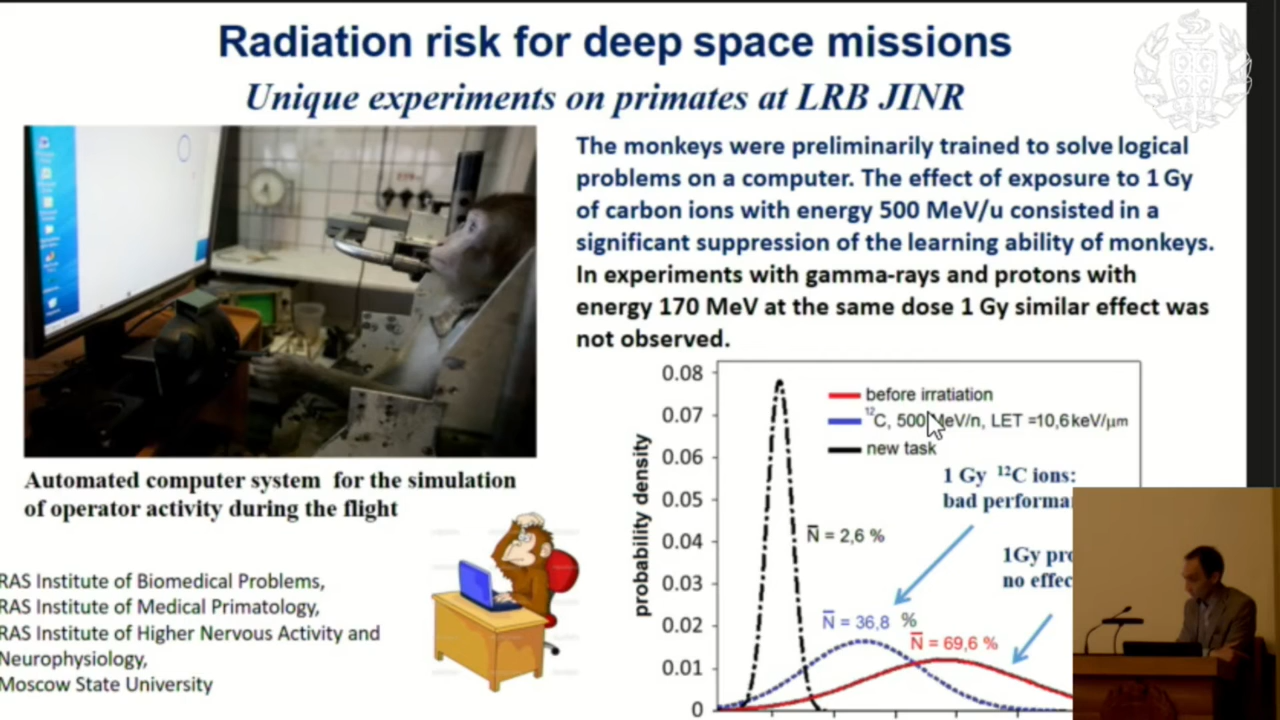 Radiation risk for deep space missions
Unique experiments on primates at LRB JINR
The monkeys were preliminarily trained to solve logical
problems on a computer. The effect of exposure to 1 Gy
of carbon ions with energy 500 MeV/u consisted in a
significant suppression of the learning ability of monkeys.
In experiments with gamma-rays and protons with
energy 170 MeV at the same dose 1 Gy similar effect was
not observed.
Automated computer system for the simulation
of operator activity during the flight
RAS Institute of Biomedical Problems,
RAS Institute of Medical Primatology,
RAS Institute of Higher Nervous Activity and
Neurophysiology,
Moscow State University
probability density
0.08
0.07
0.06
0.05
0.04
0.03
0.02
0.01
0
before irratiation
¹²C, 500 MeV/n, LET =10,6 keV/µm
new task
1 Gy ¹²C ions:
bad performa
N̅ = 2,6 %
1Gy pro
no effec
N̅ = 36,8 %
N̅ = 69,6 %